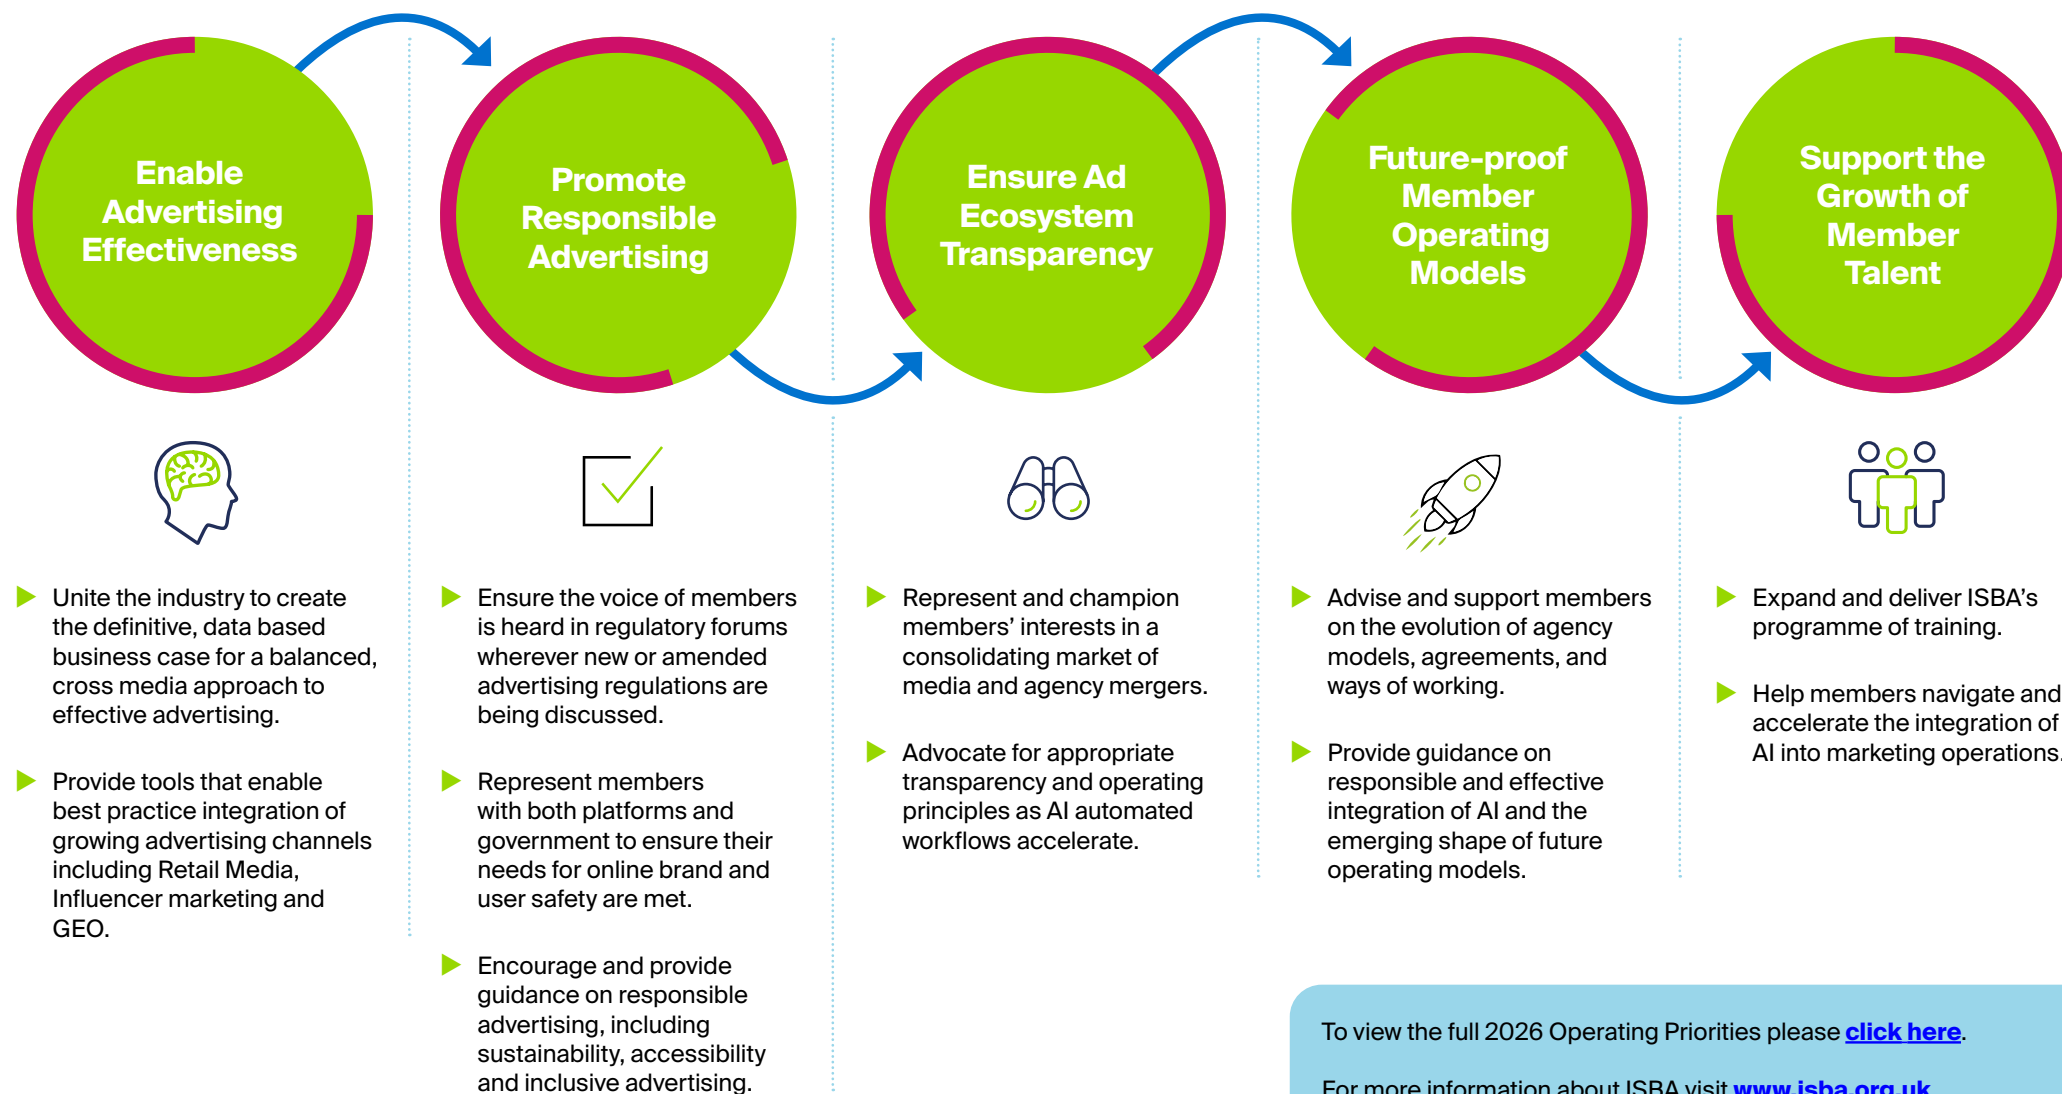 Enable
Advertising
Effectiveness
Promote
Responsible
Advertising
Ensure Ad
Ecosystem
Transparency
Future-proof
Member
Operating
Models
Support the
Growth of
Member
Talent
Unite the industry to create
the definitive, data based
business case for a balanced,
cross media approach to
effective advertising.
Provide tools that enable
best practice integration of
growing advertising channels
including Retail Media,
Influencer marketing and
GEO.
Ensure the voice of members
is heard in regulatory forums
wherever new or amended
advertising regulations are
being discussed.
Represent members
with both platforms and
government to ensure their
needs for online brand and
user safety are met.
Encourage and provide
guidance on responsible
advertising, including
sustainability, accessibility
and inclusive advertising.
Represent and champion
members’ interests in a
consolidating market of
media and agency mergers.
Advocate for appropriate
transparency and operating
principles as AI automated
workflows accelerate.
Advise and support members
on the evolution of agency
models, agreements, and
ways of working.
Provide guidance on
responsible and effective
integration of AI and the
emerging shape of future
operating models.
Expand and deliver ISBA’s
programme of training.
Help members navigate and
accelerate the integration of
AI into marketing operations.
To view the full 2026 Operating Priorities please click here.
For more information about ISBA visit www.isba.org.uk